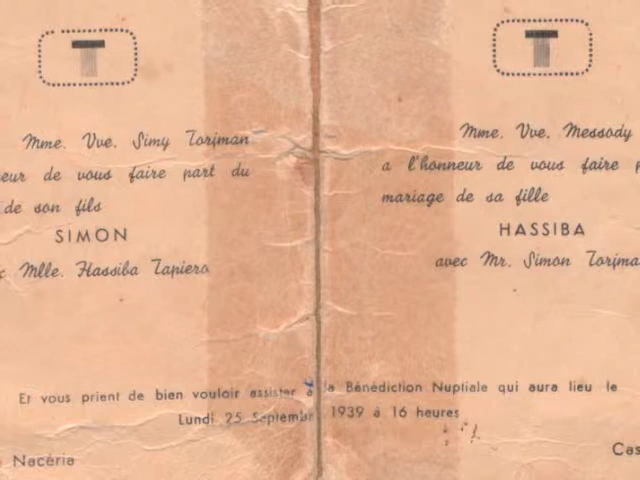 T
Mme. Vve. Simy Torjman
eur de vous faire part du
de son fils
SIMON
c Mlle. Hassiba Tapiero
T
Mme. Vve. Messody
a l'honneur de vous faire p
mariage de sa fille
HASSIBA
avec Mr. Simon Torjma
Et vous prient de bien vouloir assister à la Bénédiction Nuptiale qui aura lieu le
Lundi 25 Septembr 1939 à 16 heures
Nacéria
Cas